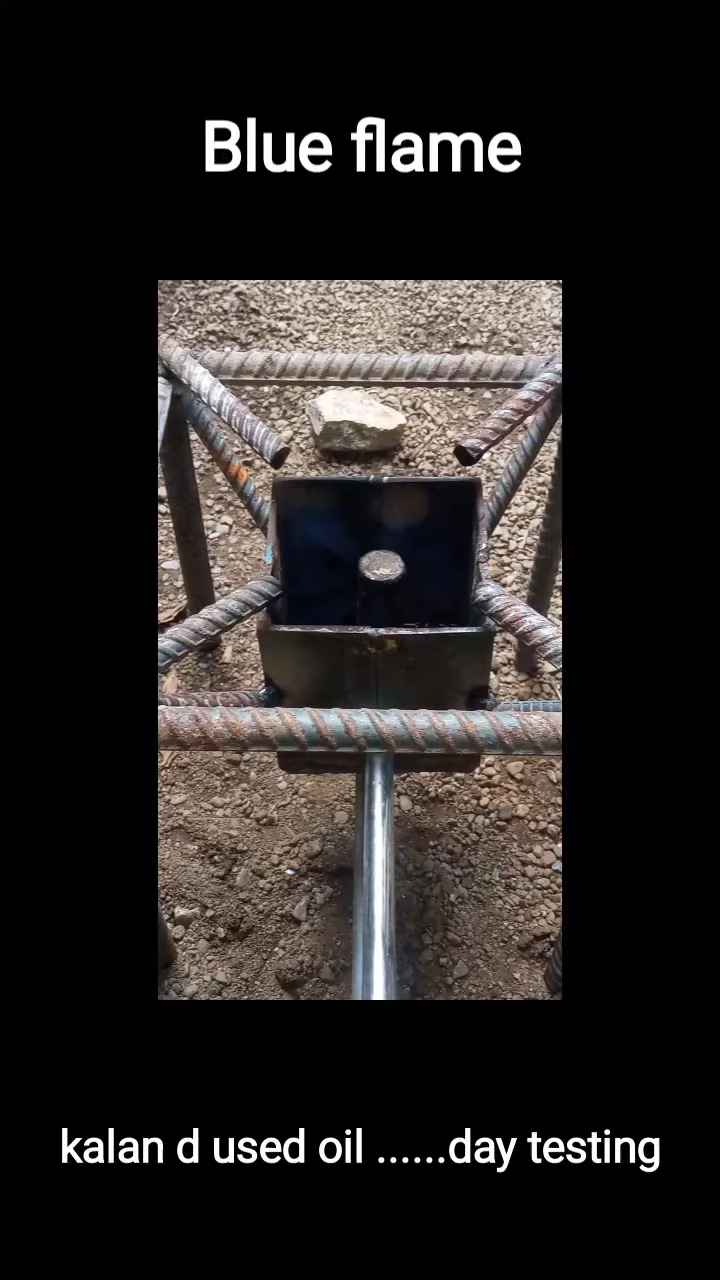 Blue flame
kalan d used oil ......day testing